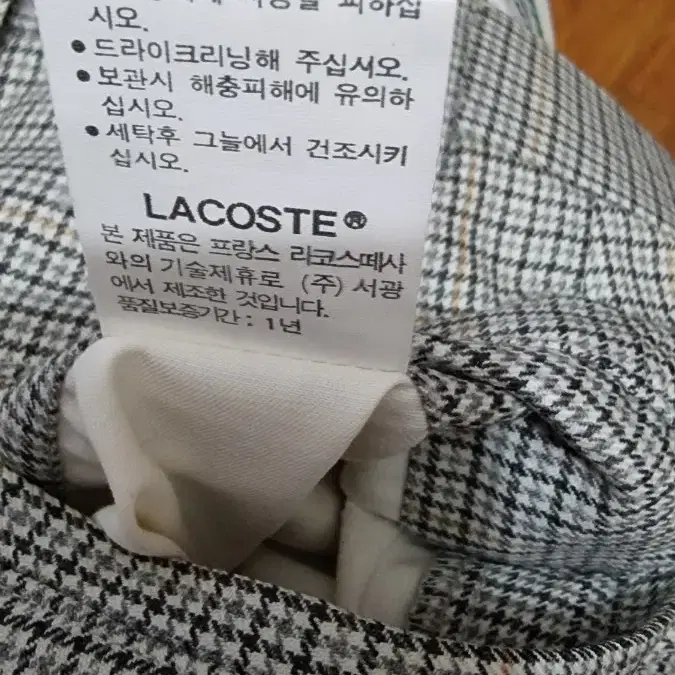 피하십
시오.
● 드라이크리닝해 주십시오.
● 보관시 해충피해에 유의하
십시오.
● 세탁후 그늘에서 건조시키
십시오.
LACOSTE®
본 제품은 프랑스 라코스떼사
와의 기술제휴로 (주) 서광
에서 제조한 것입니다.
품질보증기간 : 1년